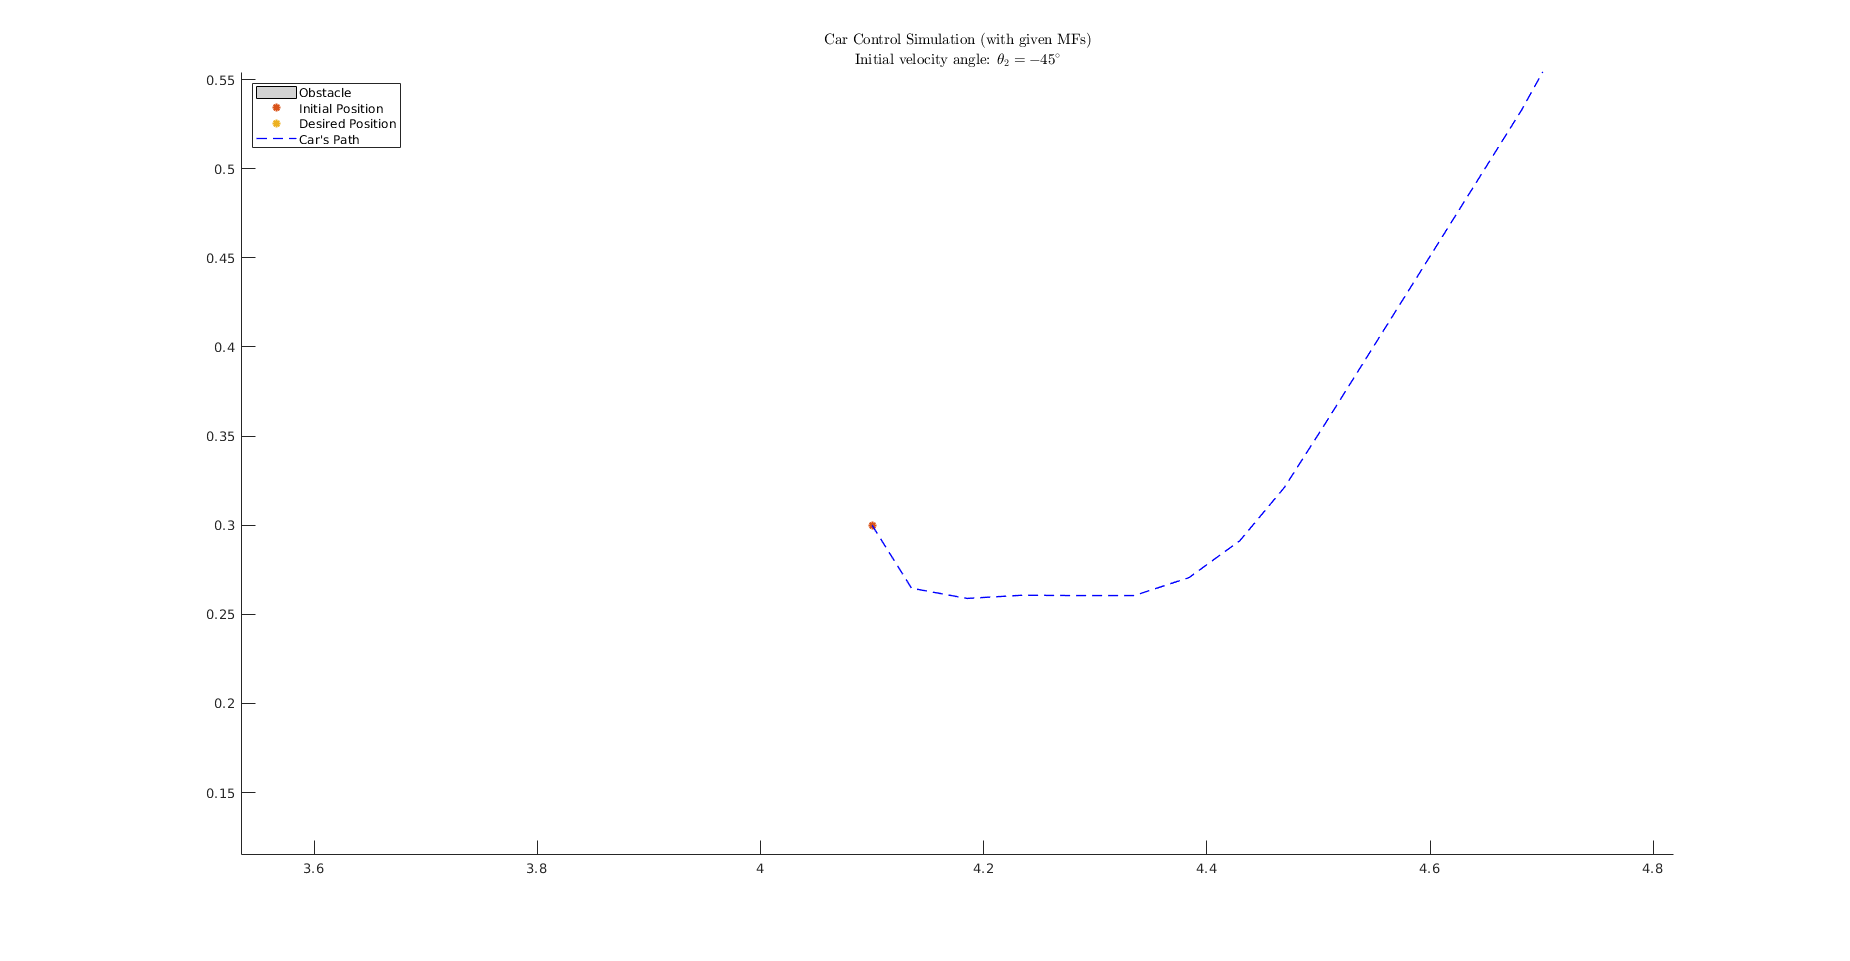 Car Control Simulation (with given MFs)
Initial velocity angle: θ₂ = −45°
0.55
0.5
0.45
0.4
0.35
0.3
0.25
0.2
0.15
Obstacle
Initial Position
Desired Position
Car's Path
3.6 3.8 4 4.2 4.4 4.6 4.8